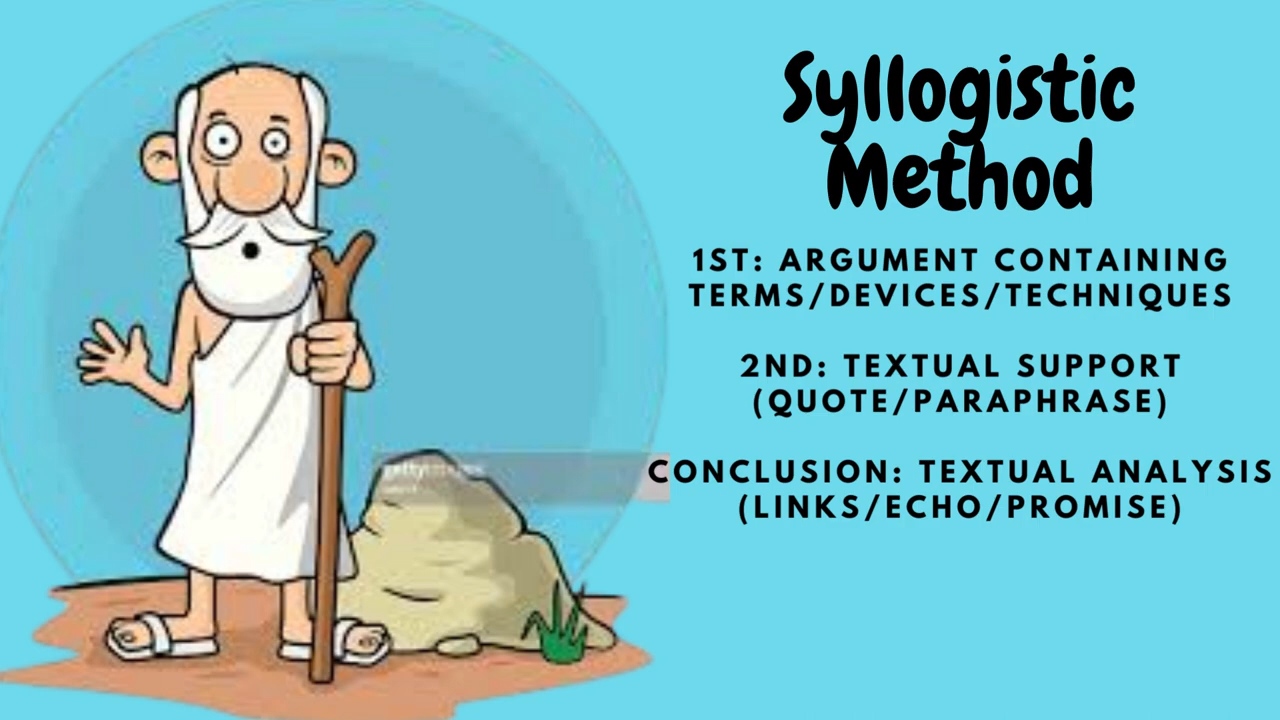 Syllogistic
Method
1ST: ARGUMENT CONTAINING
TERMS/DEVICES/TECHNIQUES
2ND: TEXTUAL SUPPORT
(QUOTE/PARAPHRASE)
CONCLUSION: TEXTUAL ANALYSIS
(LINKS/ECHO/PROMISE)